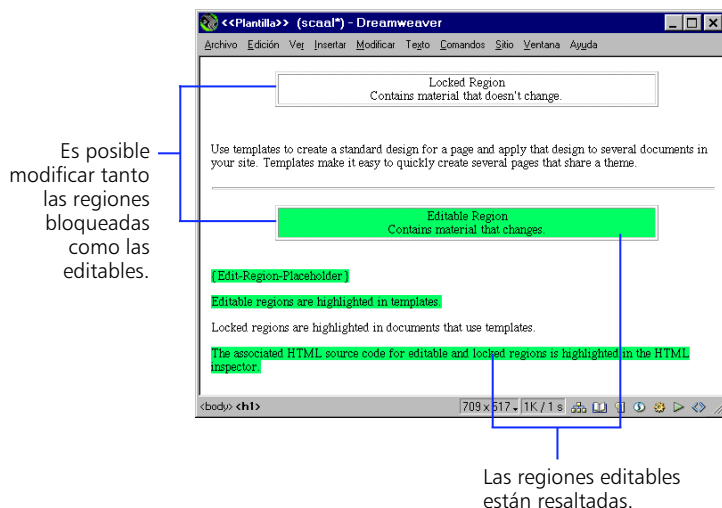 <<Plantilla>> (scaal*) - Dreamweaver
Archivo Edición Ver Insertar Modificar Texto Comandos Sitio Ventana Ayuda
Locked Region
Contains material that doesn't change.
Use templates to create a standard design for a page and apply that design to several documents in
your site. Templates make it easy to quickly create several pages that share a theme.
Es posible
modificar tanto
las regiones
bloqueadas
como las
editables.
Editable Region
Contains material that changes.
{Edit-Region-Placeholder}
Editable regions are highlighted in templates.
Locked regions are highlighted in documents that use templates.
The associated HTML source code for editable and locked regions is highlighted in the HTML
inspector.
<body> <h1> 709 x 517 1K / 1 s
Las regiones editables
están resaltadas.